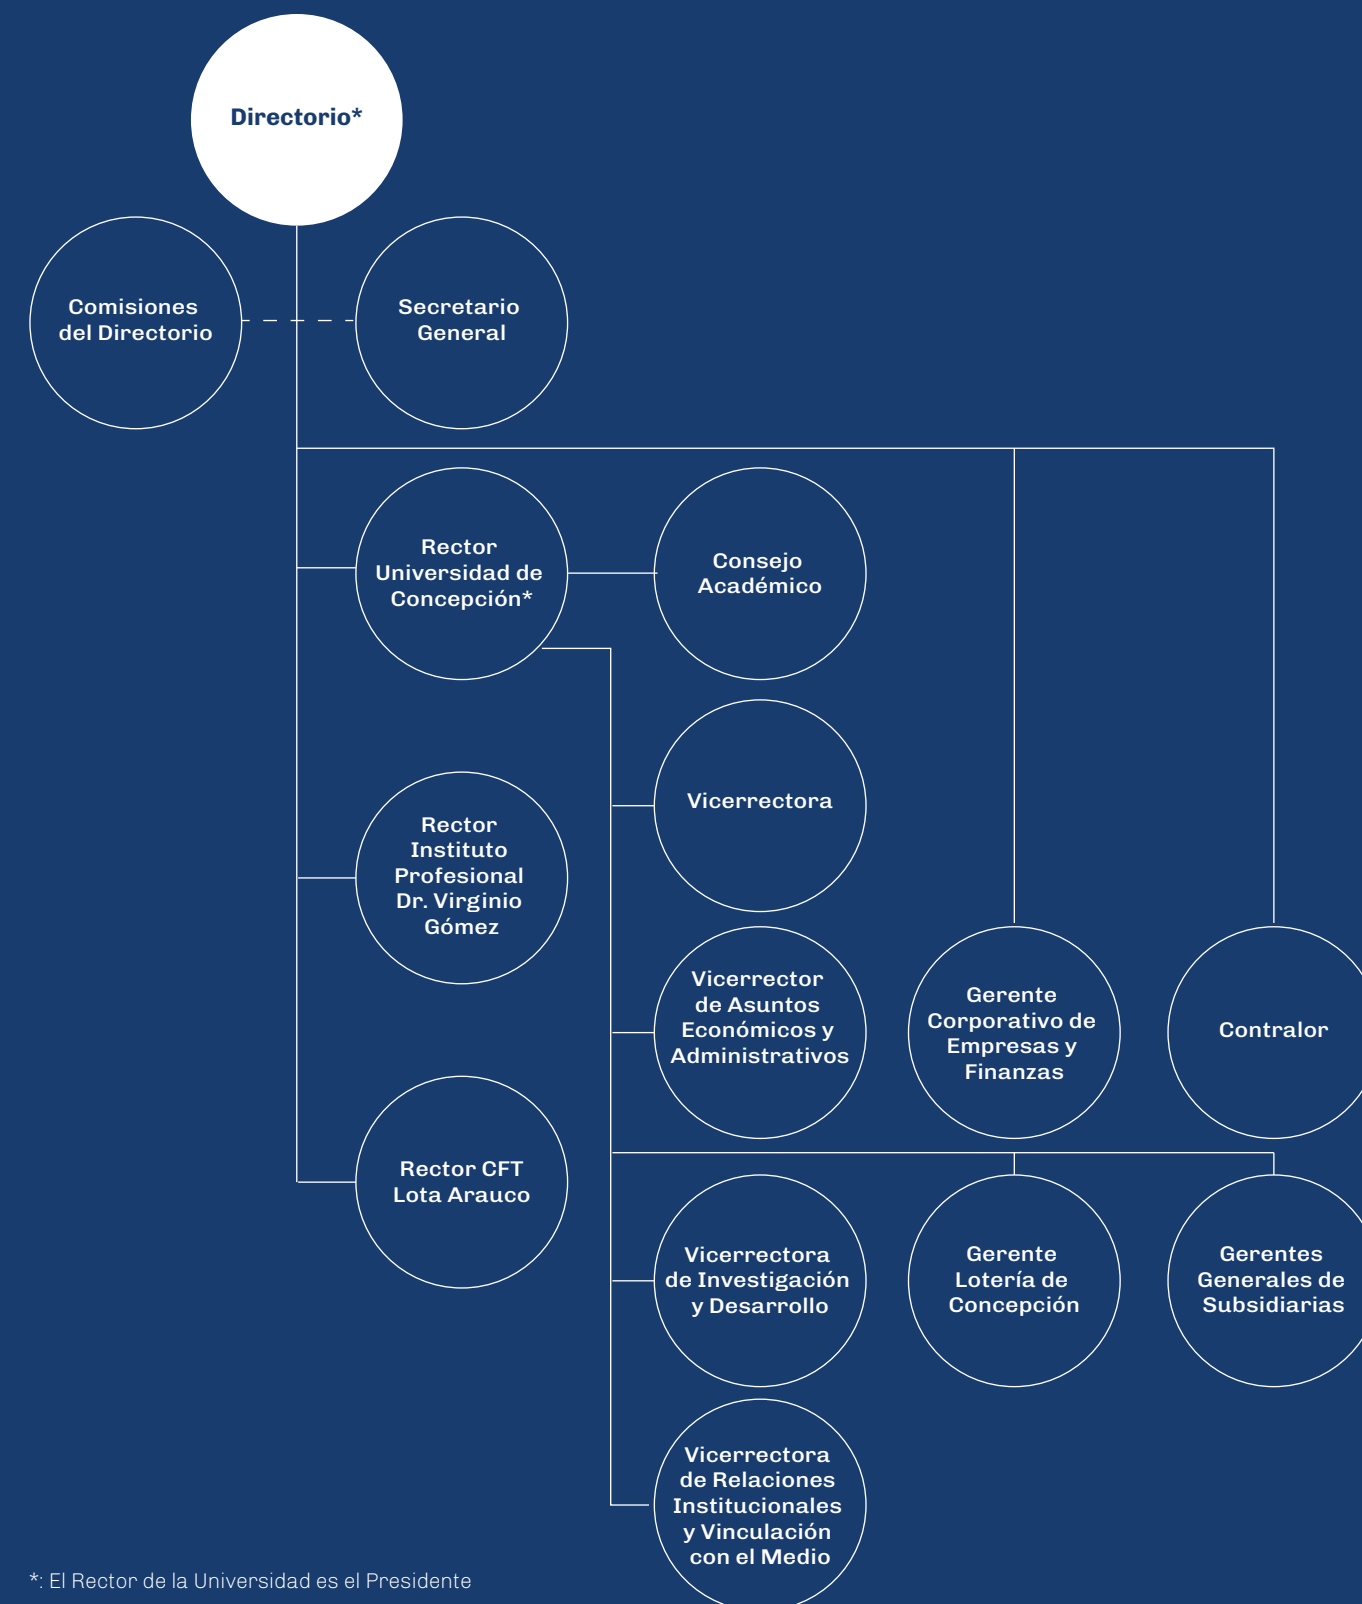 Directorio*
Comisiones
del Directorio
Secretario
General
Rector
Universidad de
Concepción*
Consejo
Académico
Vicerrectora
Rector
Instituto
Profesional
Dr. Virginio
Gómez
Vicerrector
de Asuntos
Económicos y
Administrativos
Gerente
Corporativo de
Empresas y
Finanzas
Contralor
Rector CFT
Lota Arauco
Vicerrectora
de Investigación
y Desarrollo
Gerente
Lotería de
Concepción
Gerentes
Generales de
Subsidiarias
Vicerrectora
de Relaciones
Institucionales
y Vinculación
con el Medio
*: El Rector de la Universidad es el Presidente